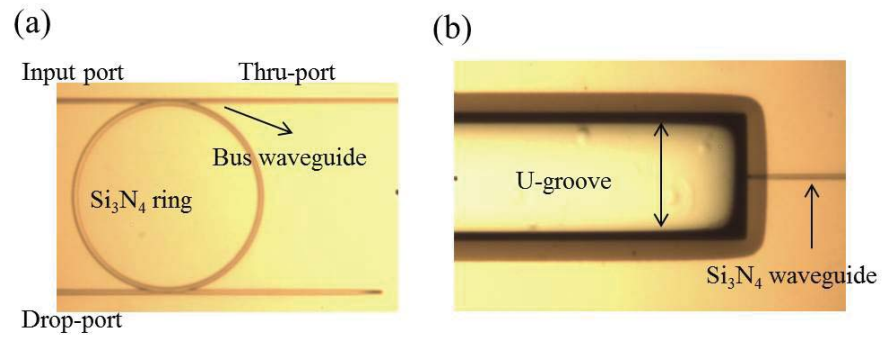 (a)
Input port
Thru-port
Bus waveguide
Si₃N₄ ring
Drop-port
(b)
U-groove
Si₃N₄ waveguide